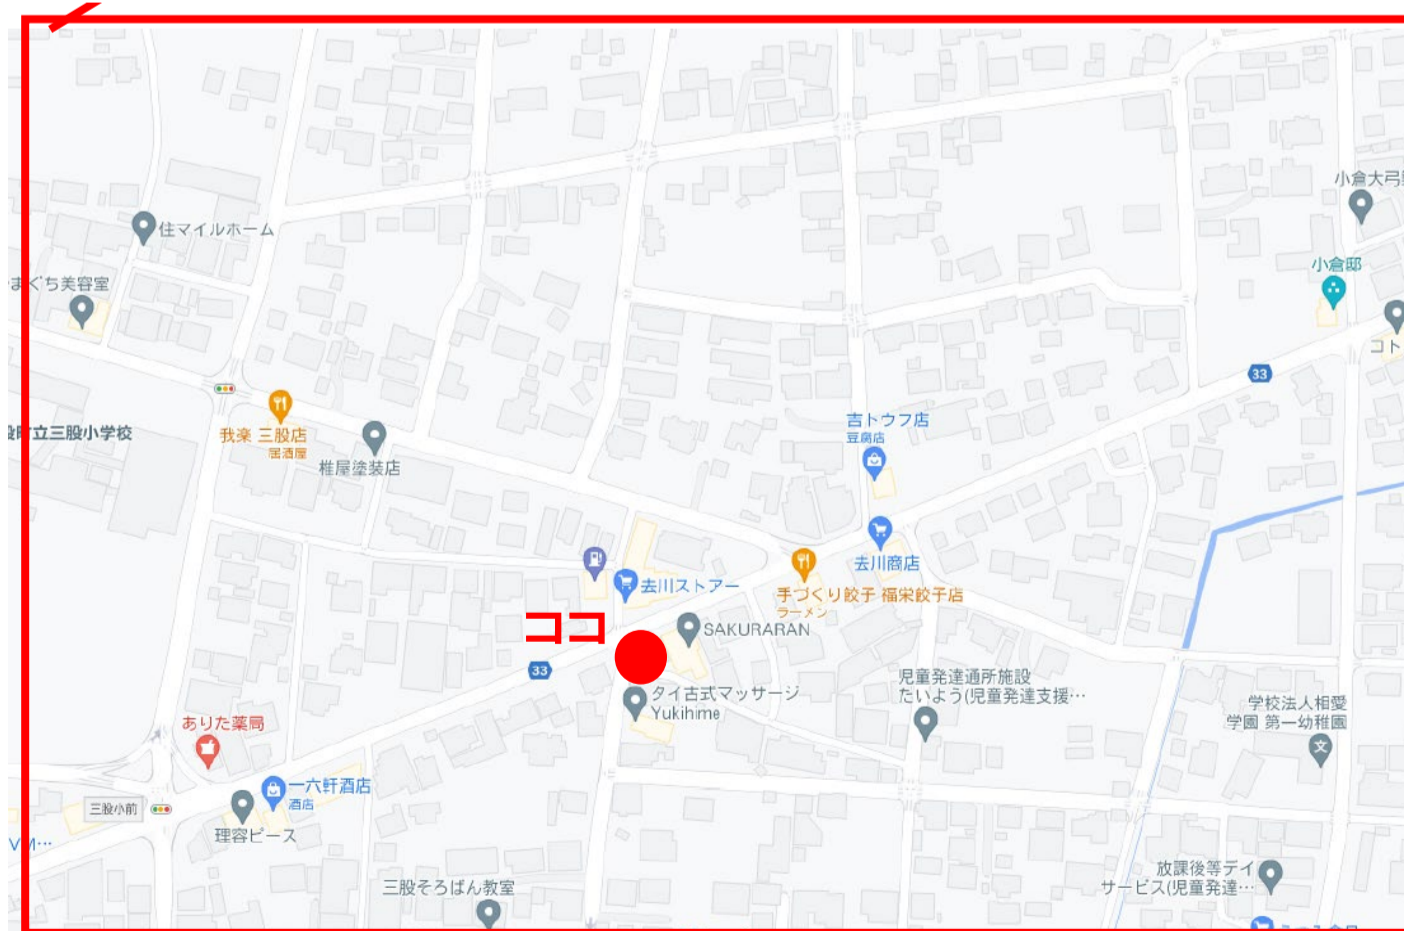 小倉大弓
住マイルホーム
まぐち美容室
小倉邸
コト
33
立三股小学校
我楽 三股店
居酒屋
椎屋塗装店
吉トウフ店
豆腐店
去川商店
去川ストアー
手づくり餃子 福栄餃子店
ラーメン
ココ
SAKURARAN
33
タイ古式マッサージ
Yukihime
児童発達通所施設
たいよう(児童発達支援…
学校法人相愛
学園 第一幼稚園
文
ありた薬局
一六軒酒店
酒店
三股小前
理容ピース
VM…
三股そろばん教室
放課後等デイ
サービス(児童発達…